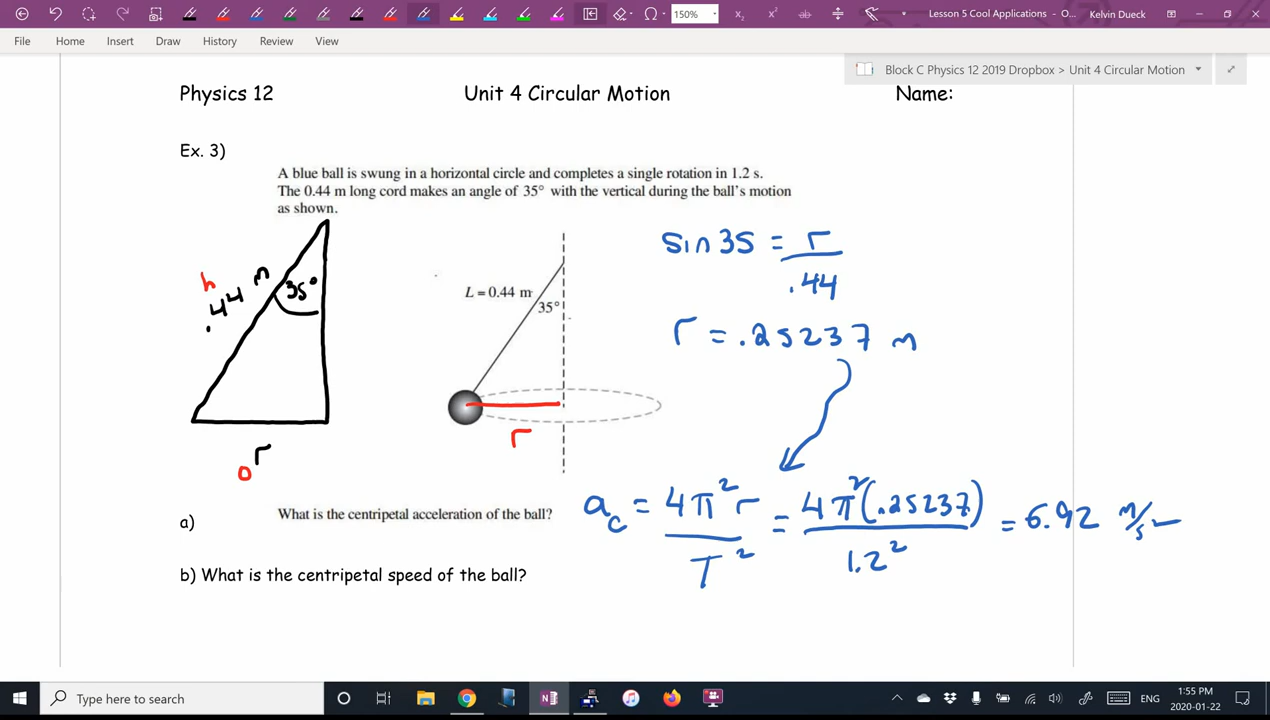 150%
Lesson 5 Cool Applications - O...
Kelvin Dueck
File Home Insert Draw History Review View
Block C Physics 12 2019 Dropbox > Unit 4 Circular Motion
Physics 12 Unit 4 Circular Motion Name:
Ex. 3)
A blue ball is swung in a horizontal circle and completes a single rotation in 1.2 s.
The 0.44 m long cord makes an angle of 35° with the vertical during the ball's motion
as shown.
h
.44 m
35°
r
o
L = 0.44 m
35°
r
sin 35 = r / .44
r = .25237 m
a) What is the centripetal acceleration of the ball?
a_c = 4π²r / T² = 4π²(.25237) / 1.2² = 6.92 m/s
b) What is the centripetal speed of the ball?
Type here to search
ENG
1:55 PM
2020-01-22